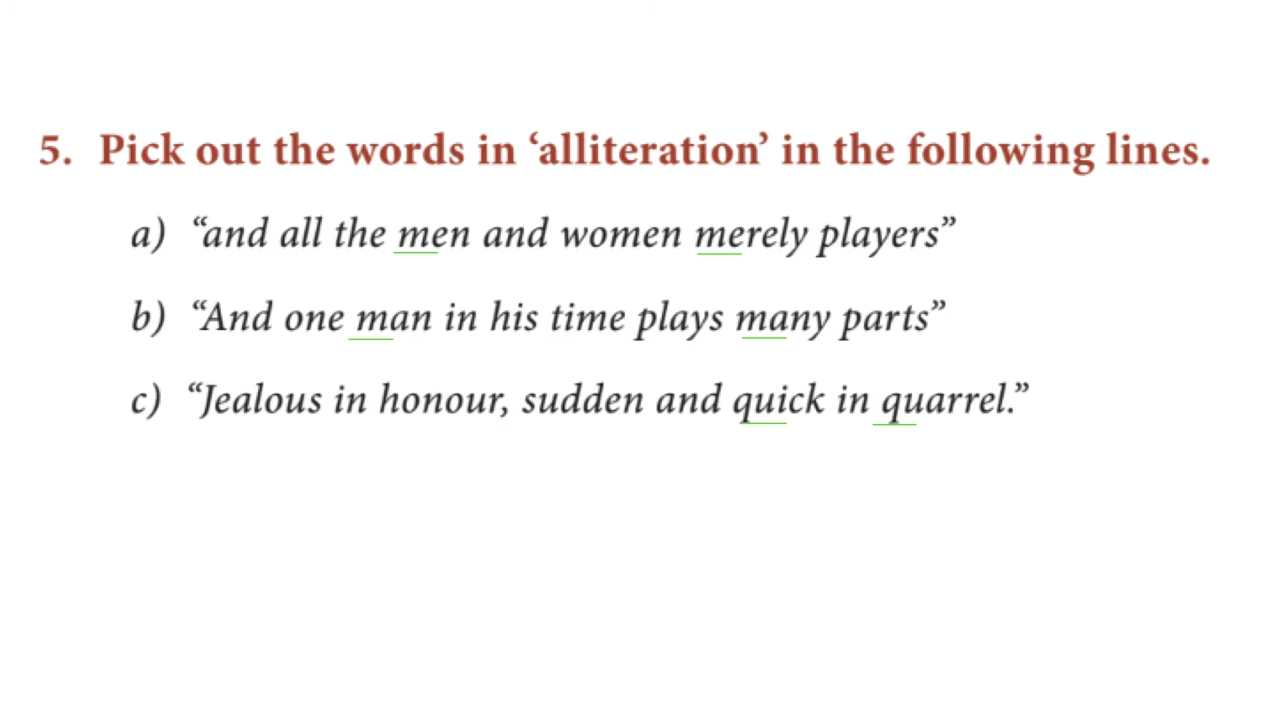 5. Pick out the words in ‘alliteration’ in the following lines.
a) “and all the men and women merely players”
b) “And one man in his time plays many parts”
c) “Jealous in honour, sudden and quick in quarrel.”